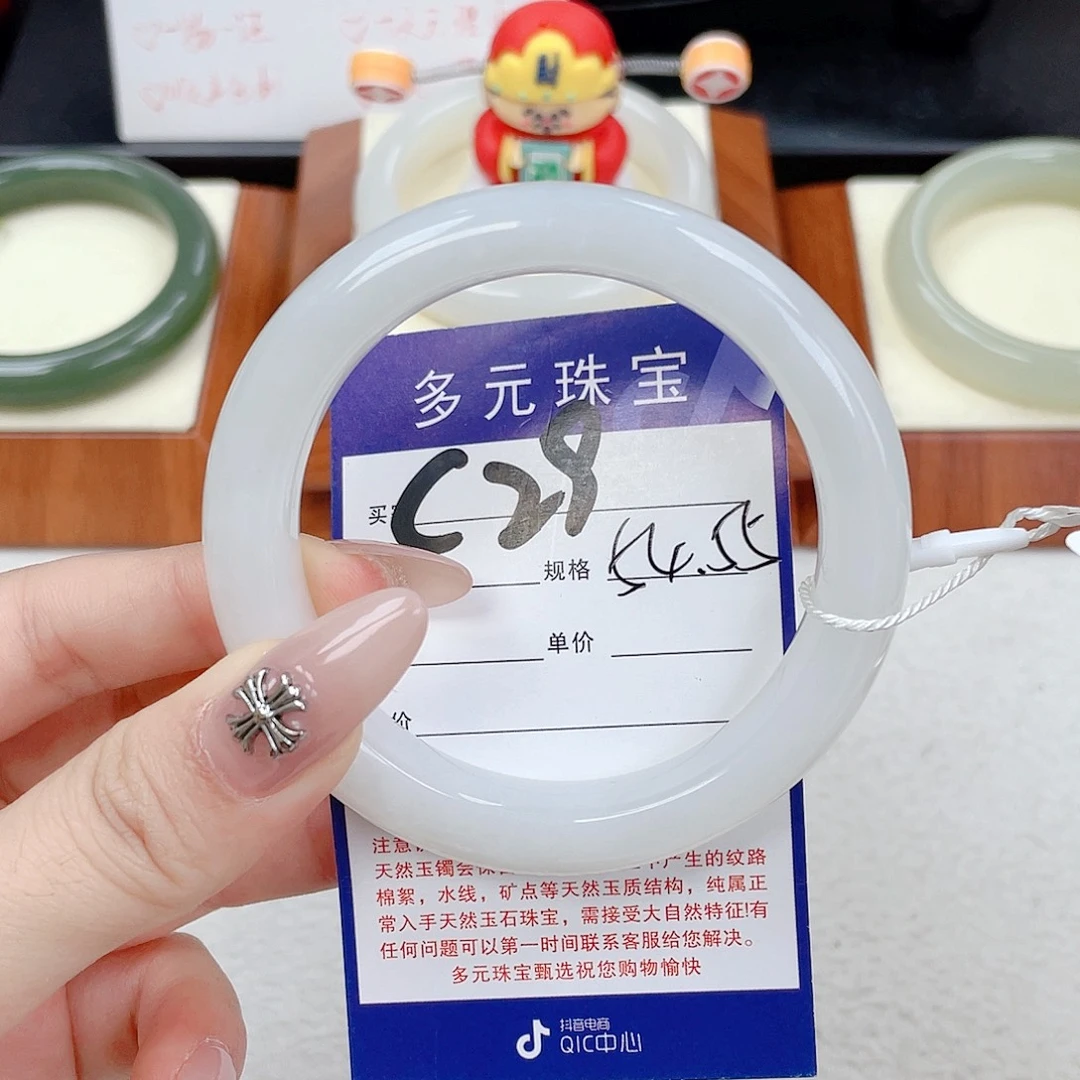 多元珠宝
C29
买
规格 54.55
单价
价
注意
天然玉镯会 产生的纹路
棉絮，水线，矿点等天然玉质结构，纯属正
常入手天然玉石珠宝，需接受大自然特征!有
任何问题可以第一时间联系客服给您解决。
多元珠宝甄选祝您购物愉快
抖音电商
QIC中心